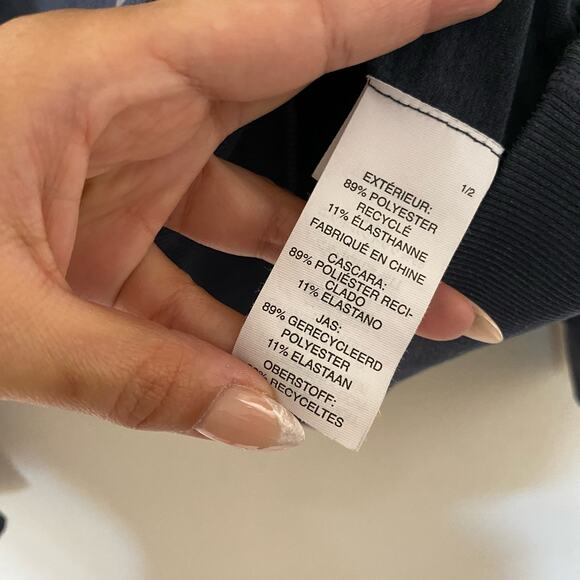 1/2
EXTÉRIEUR:
89% POLYESTER
RECYCLÉ
11% ÉLASTHANNE
FABRIQUÉ EN CHINE
CASCARA:
89% POLIÉSTER RECI-
CLADO
11% ELASTANO
JAS:
89% GERECYCLEERD
POLYESTER
11% ELASTAAN
OBERSTOFF:
RECYCELTES